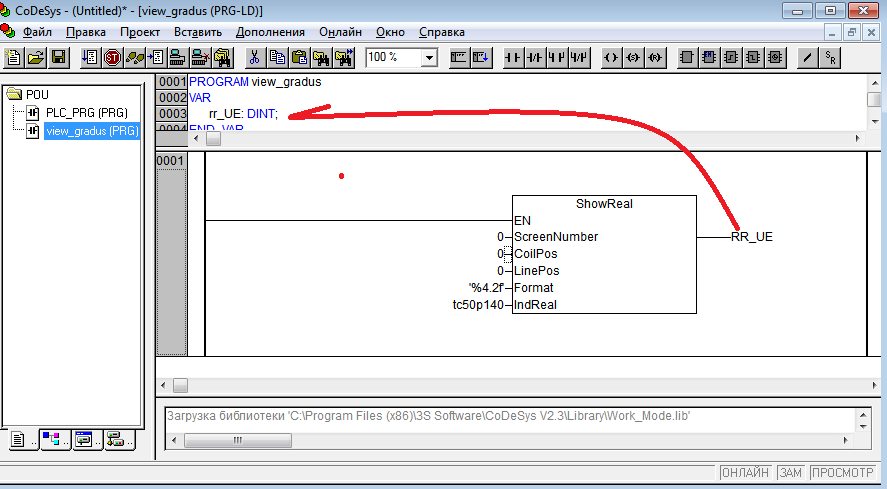 CoDeSys - (Untitled)* - [view_gradus (PRG-LD)]
Файл Правка Проект Вставить Дополнения Онлайн Окно Справка
100 %
POU
PLC_PRG (PRG)
view_gradus (PRG)
0001 PROGRAM view_gradus
0002 VAR
0003 rr_UE: DINT;
0004 END_VAR
0001
ShowReal
EN
0 ScreenNumber RR_UE
0 CoilPos
0 LinePos
'%4.2f' Format
tc50p140 IndReal
Загрузка библиотеки 'C:\Program Files (x86)\3S Software\CoDeSys V2.3\Library\Work_Mode.lib'
ОНЛАЙН ЗАМ ПРОСМОТР